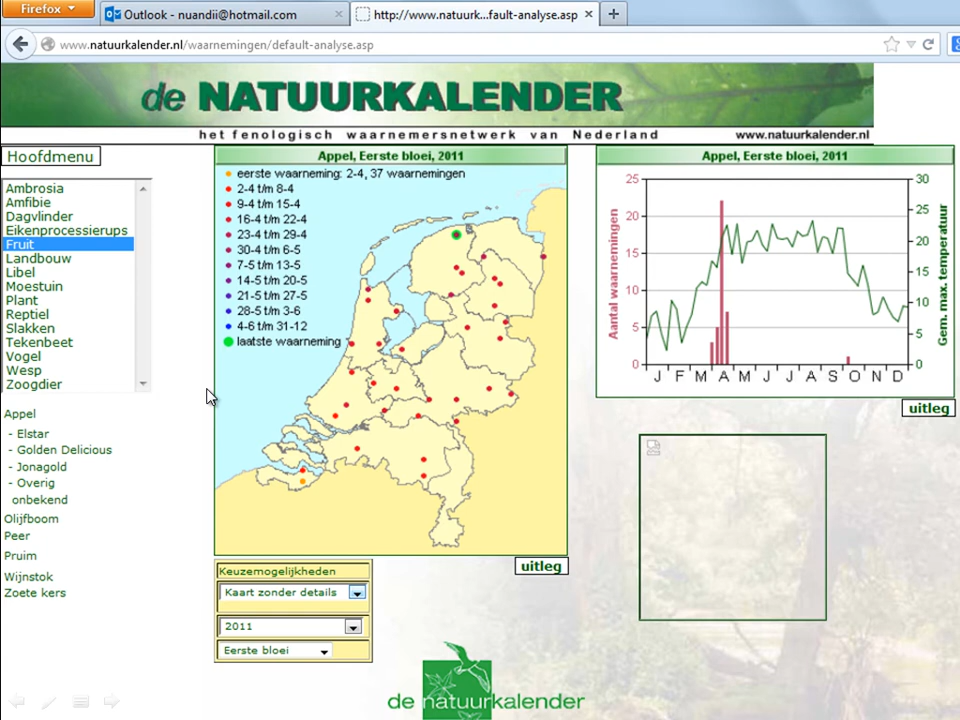 Firefox
Outlook - nuandii@hotmail.com
http://www.natuurk...fault-analyse.asp
www.natuurkalender.nl/waarnemingen/default-analyse.asp
de NATUURKALENDER
het fenologisch waarnemersnetwerk van Nederland
www.natuurkalender.nl
Hoofdmenu
Ambrosia
Amfibie
Dagvlinder
Eikenprocessierups
Fruit
Landbouw
Libel
Moestuin
Plant
Reptiel
Slakken
Tekenbeet
Vogel
Wesp
Zoogdier
Appel
- Elstar
- Golden Delicious
- Jonagold
- Overig
onbekend
Olijfboom
Peer
Pruim
Wijnstok
Zoete kers
Appel, Eerste bloei, 2011
eerste waarneming: 2-4, 37 waarnemingen
2-4 t/m 8-4
9-4 t/m 15-4
16-4 t/m 22-4
23-4 t/m 29-4
30-4 t/m 6-5
7-5 t/m 13-5
14-5 t/m 20-5
21-5 t/m 27-5
28-5 t/m 3-6
4-6 t/m 31-12
laatste waarneming
uitleg
Keuzemogelijkheden
Kaart zonder details
2011
Eerste bloei
Appel, Eerste bloei, 2011
Aantal waarnemingen
25
20
15
10
5
0
J F M A M J J A S O N D
30
25
20
15
10
5
0
Gem. max. temperatuur
uitleg
de natuurkalender